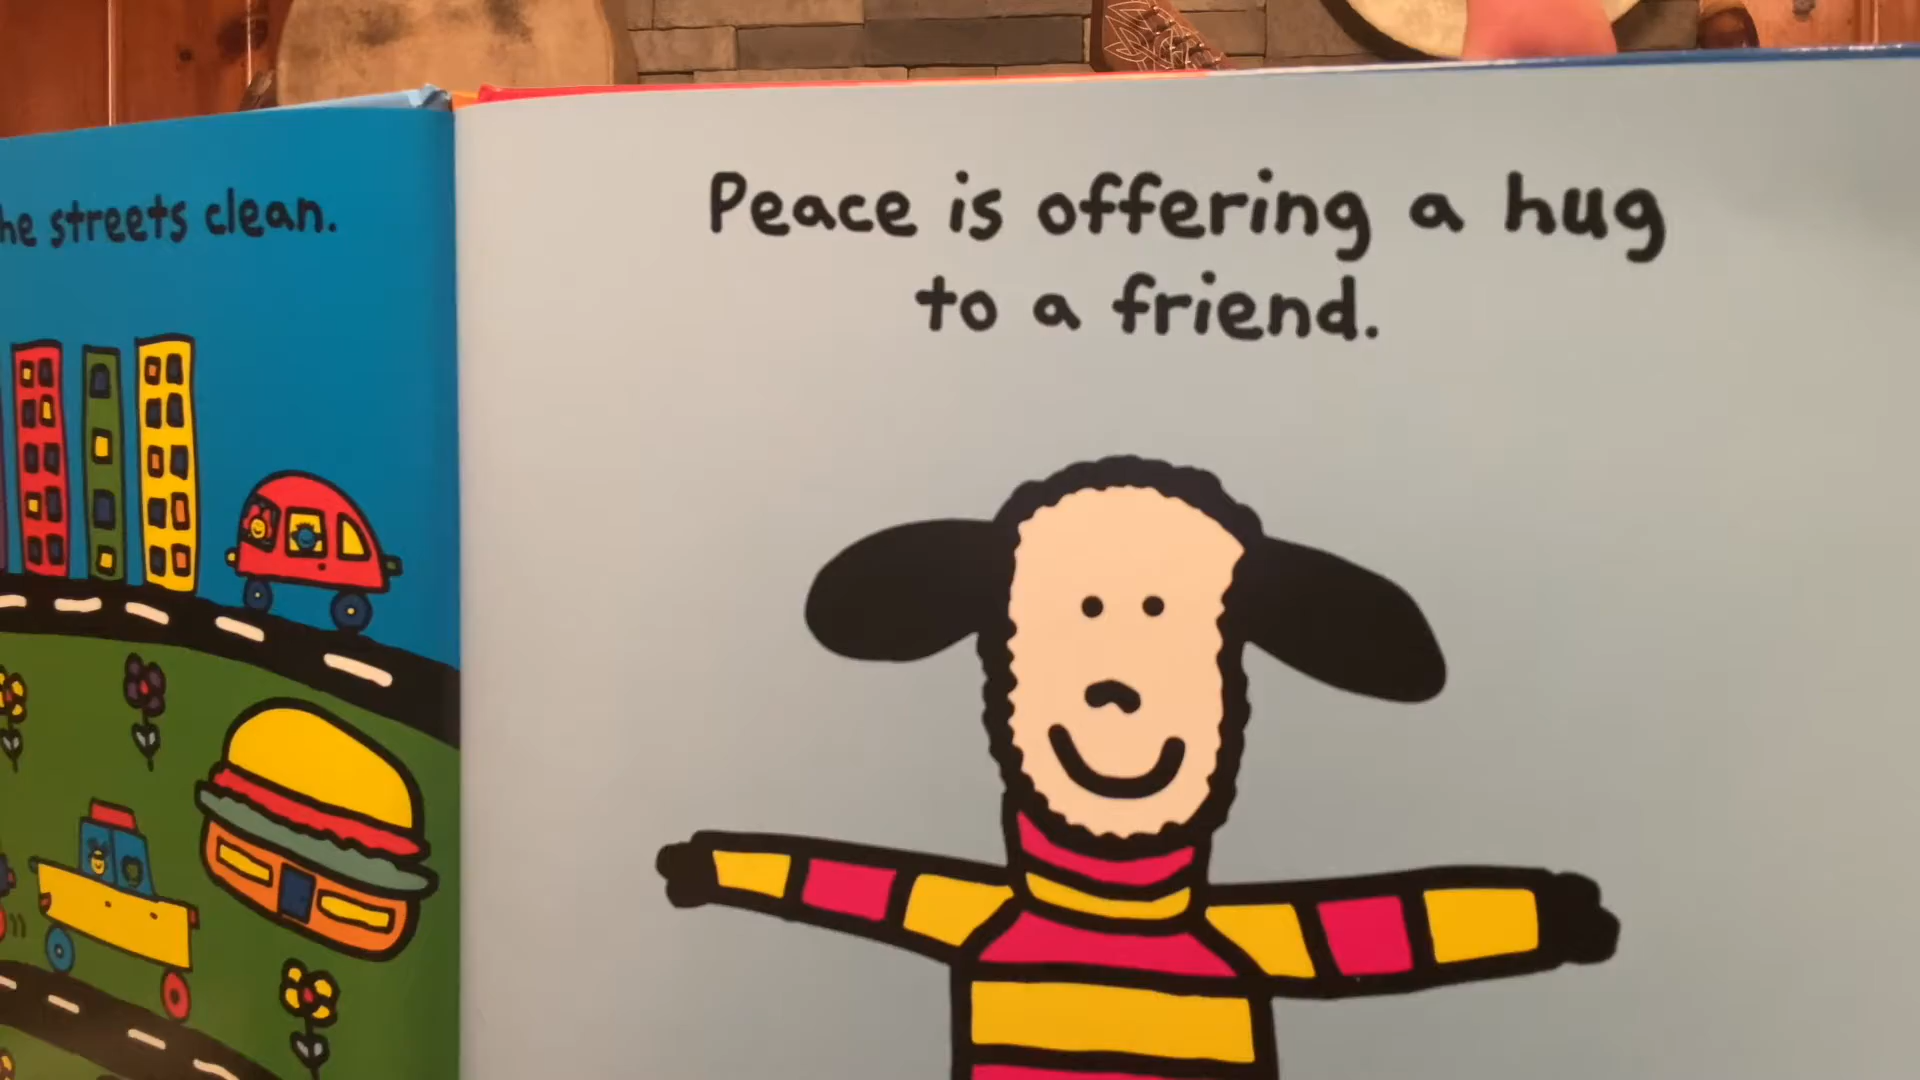 he streets clean.
Peace is offering a hug
to a friend.